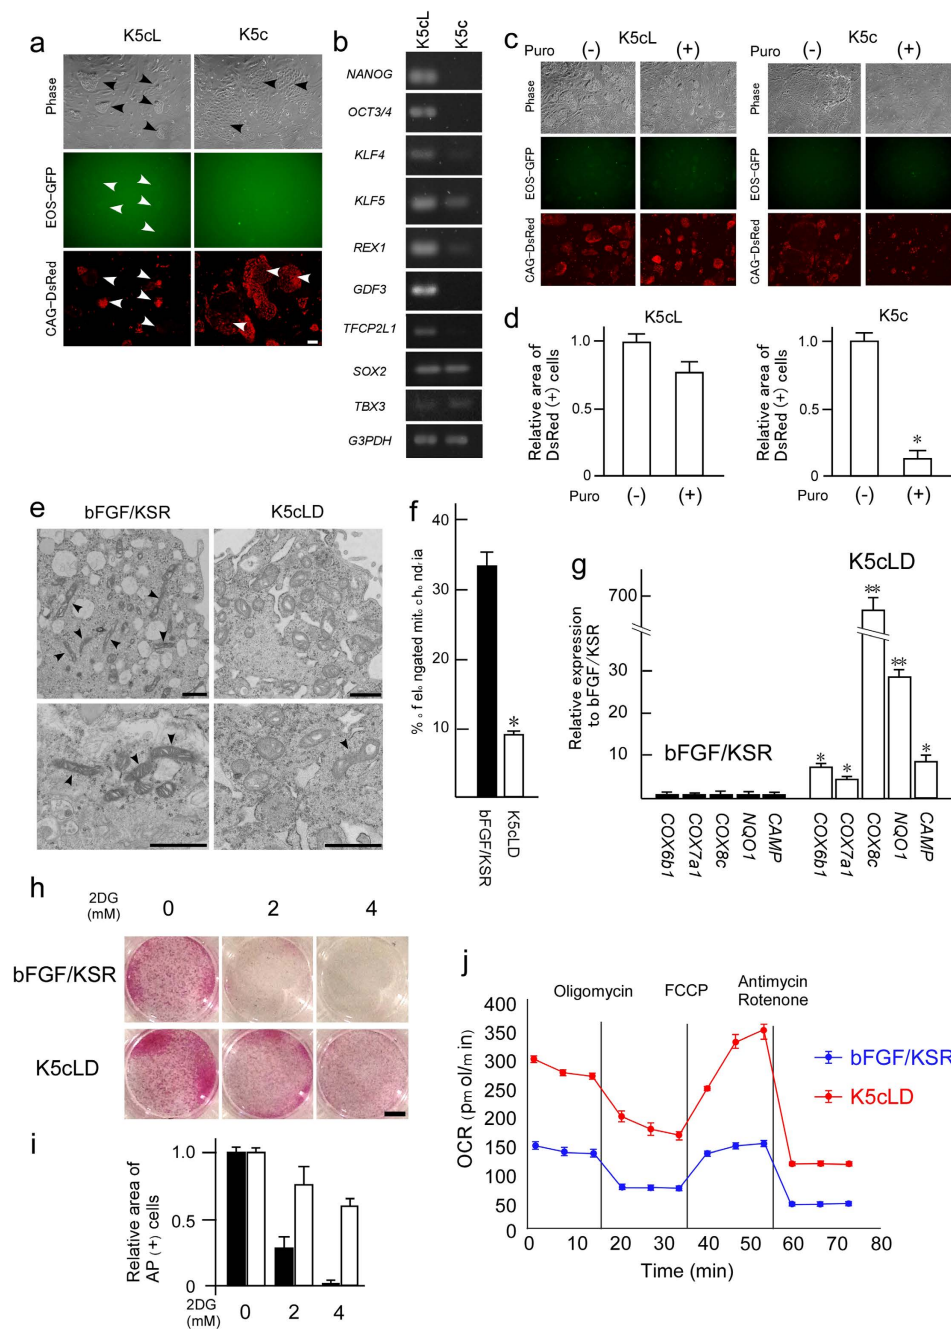 a
K5cL
K5c
Phase
EOS-GFP
CAG-DsRed
b
K5cL
K5c
NANOG
OCT3/4
KLF4
KLF5
REX1
GDF3
TFCP2L1
SOX2
TBX3
G3PDH
c
K5cL
K5c
Puro (-) (+)
Puro (-) (+)
Phase
EOS-GFP
CAG-DsRed
Phase
EOS-GFP
CAG-DsRed
d
K5cL
Relative area of
DsRed (+) cells
1.0
0.5
0
Puro (-) (+)
K5c
Relative area of
DsRed (+) cells
1.0
0.5
0
*
Puro (-) (+)
e
bFGF/KSR
K5cLD
f
% of elongated mitochondria
40
30
20
10
*
bFGF/KSR
K5cLD
g
K5cLD
Relative expression
to bFGF/KSR
700
30
20
10
bFGF/KSR
* * ** ** *
COX6b1
COX7a1
COX8c
NQO1
CAMP
COX6b1
COX7a1
COX8c
NQO1
CAMP
h
2DG
(mM)
0 2 4
bFGF/KSR
K5cLD
i
Relative area of
AP (+) cells
1.0
0.5
0
2DG
(mM)
0 2 4
j
Oligomycin FCCP Antimycin
Rotenone
OCR (pmol/min)
400
350
300
250
200
150
100
50
0
0 10 20 30 40 50 60 70 80
Time (min)
bFGF/KSR
K5cLD